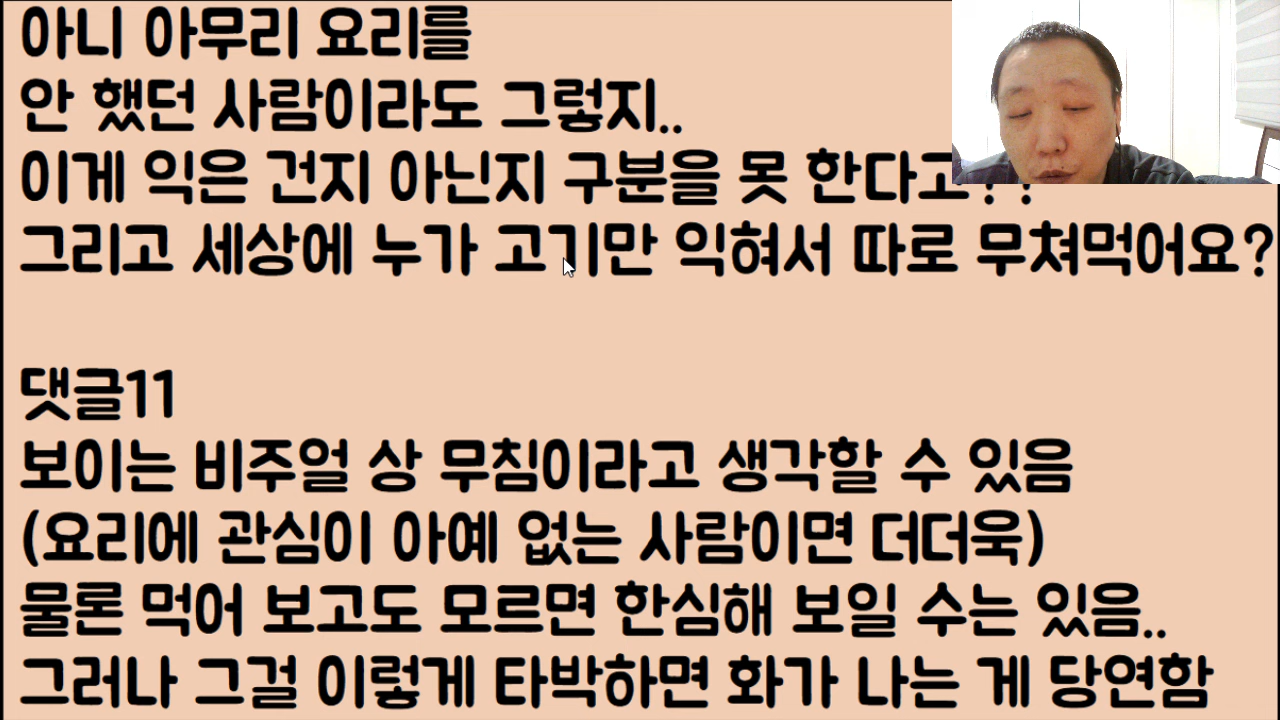 아니 아무리 요리를
안 했던 사람이라도 그렇지..
이게 익은 건지 아닌지 구분을 못 한다고??
그리고 세상에 누가 고기만 익혀서 따로 무쳐먹어요?
댓글11
보이는 비주얼 상 무침이라고 생각할 수 있음
(요리에 관심이 아예 없는 사람이면 더더욱)
물론 먹어 보고도 모르면 한심해 보일 수는 있음..
그러나 그걸 이렇게 타박하면 화가 나는 게 당연함